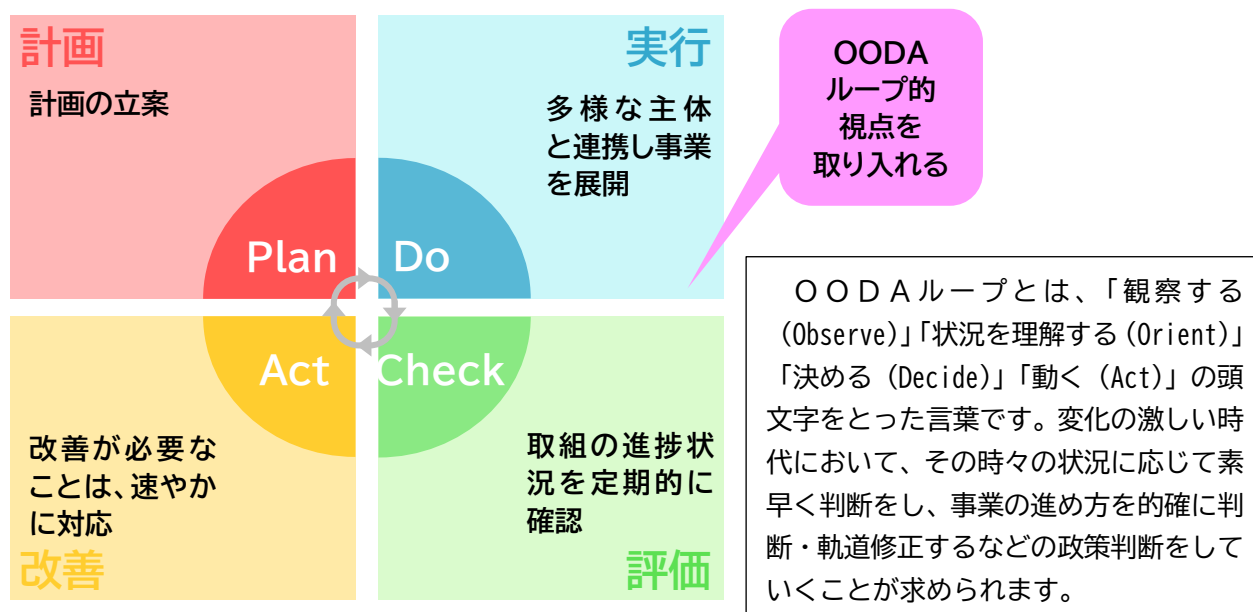 計画
計画の立案
実行
多様な主体
と連携し事業
を展開
OODA
ループ的
視点を
取り入れる
Plan
Do
Act
Check
改善が必要な
ことは、速やか
に対応
改善
取組の進捗状
況を定期的に
確認
評価
ＯＯＤＡループとは、「観察する
(Observe)」「状況を理解する(Orient)」
「決める（Decide)」「動く（Act)」の頭
文字をとった言葉です。変化の激しい時
代において、その時々の状況に応じて素
早く判断をし、事業の進め方を的確に判
断・軌道修正するなどの政策判断をして
いくことが求められます。